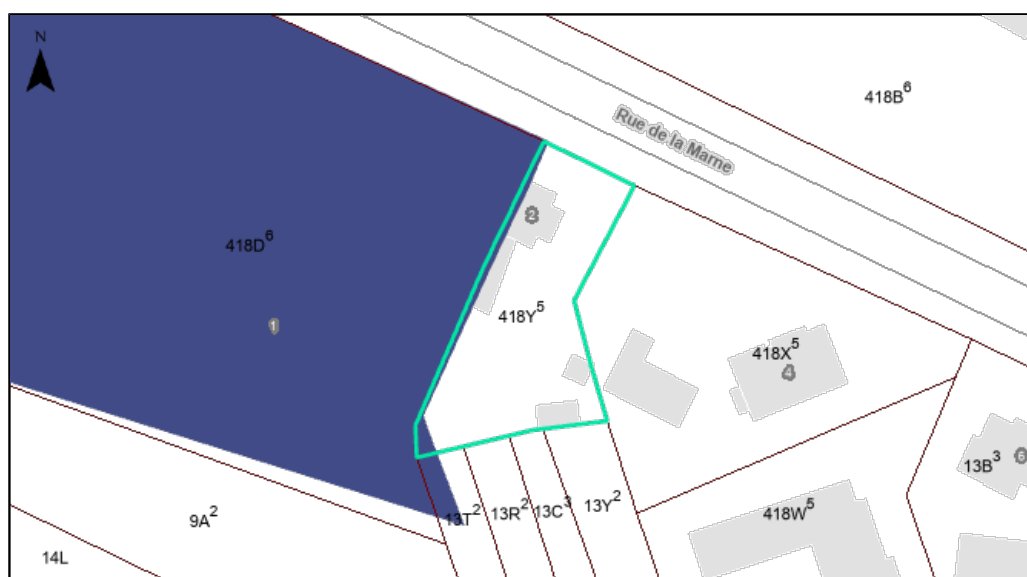 N
418B⁶
Rue de la Marne
2
418D⁶
1
418Y⁵
418X⁵
4
13B³
6
13T²
13R²
13C³
13Y²
418W⁵
9A²
14L